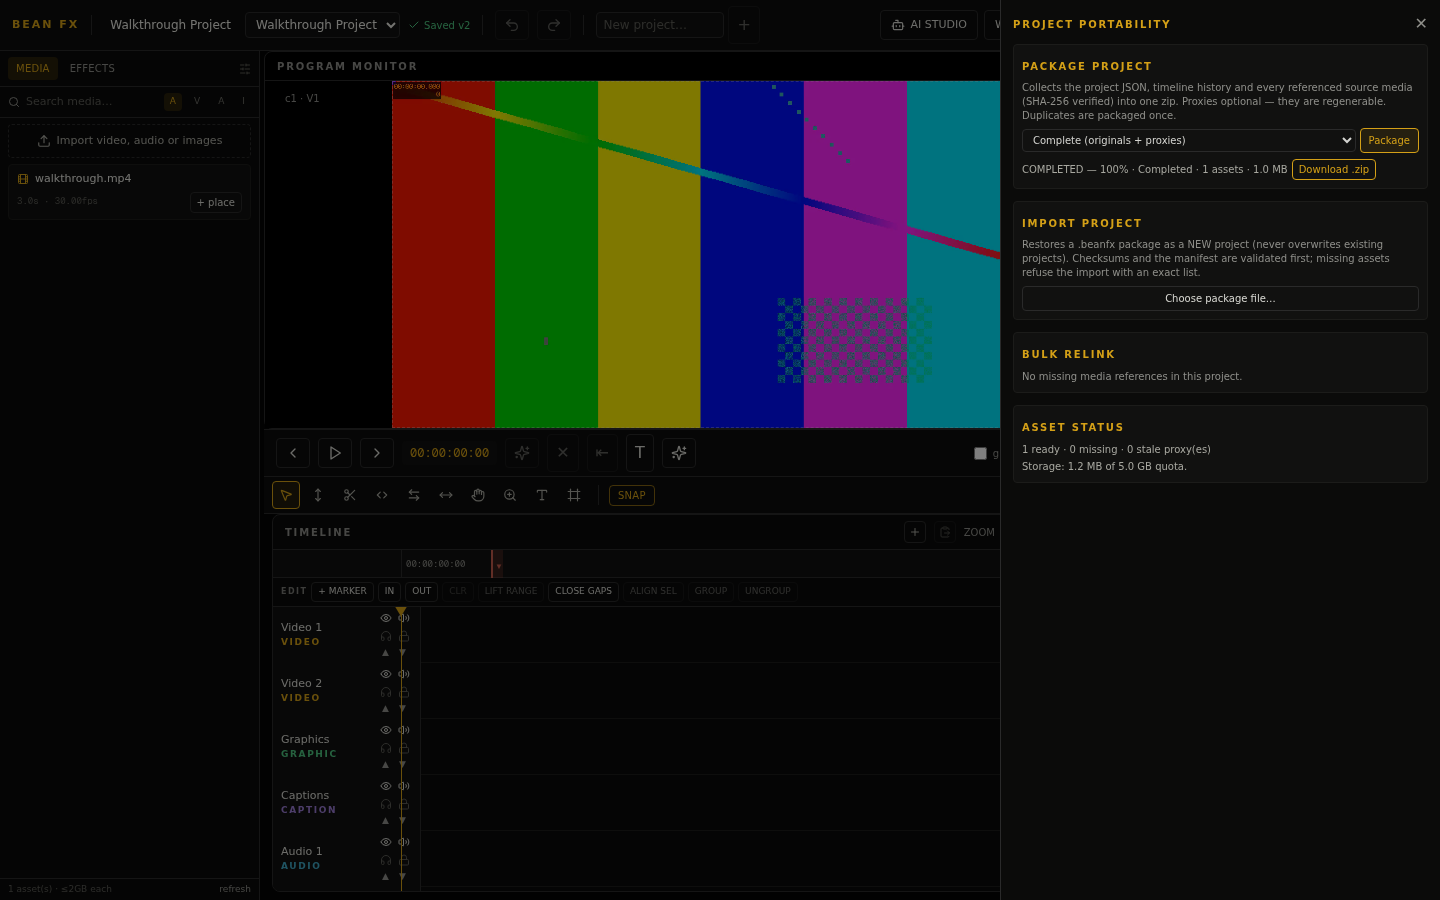 BEAN FX
Walkthrough Project
Walkthrough Project
Saved v2
New project...
AI STUDIO
MEDIA
EFFECTS
Search media...
A V A I
Import video, audio or images
walkthrough.mp4
3.0s · 30.00fps
+ place
1 asset(s) · ≤2GB each
refresh
PROGRAM MONITOR
c1 · V1
00:00:00.000
00:00:00:00
T
SNAP
TIMELINE
ZOOM
00:00:00:00
EDIT
+ MARKER
IN
OUT
CLR
LIFT RANGE
CLOSE GAPS
ALIGN SEL
GROUP
UNGROUP
Video 1
VIDEO
Video 2
VIDEO
Graphics
GRAPHIC
Captions
CAPTION
Audio 1
AUDIO
PROJECT PORTABILITY
PACKAGE PROJECT
Collects the project JSON, timeline history and every referenced source media
(SHA-256 verified) into one zip. Proxies optional — they are regenerable.
Duplicates are packaged once.
Complete (originals + proxies)
Package
COMPLETED — 100% · Completed · 1 assets · 1.0 MB
Download .zip
IMPORT PROJECT
Restores a .beanfx package as a NEW project (never overwrites existing
projects). Checksums and the manifest are validated first; missing assets
refuse the import with an exact list.
Choose package file...
BULK RELINK
No missing media references in this project.
ASSET STATUS
1 ready · 0 missing · 0 stale proxy(es)
Storage: 1.2 MB of 5.0 GB quota.